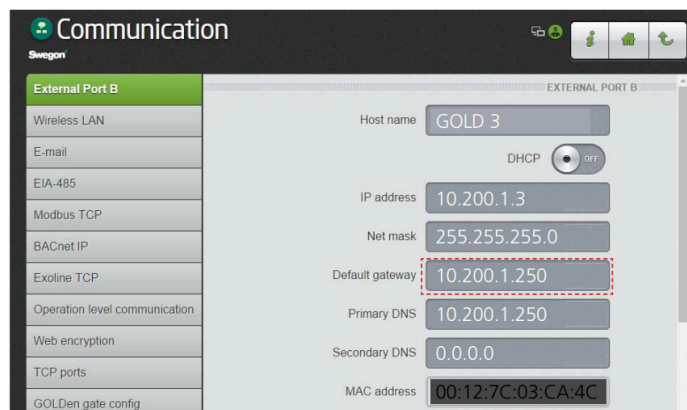 Communication
Swegon
i
External Port B
Wireless LAN
E-mail
EIA-485
Modbus TCP
BACnet IP
Exoline TCP
Operation level communication
Web encryption
TCP ports
GOLDen gate config
EXTERNAL PORT B
Host name GOLD 3
DHCP OFF
IP address 10.200.1.3
Net mask 255.255.255.0
Default gateway 10.200.1.250
Primary DNS 10.200.1.250
Secondary DNS 0.0.0.0
MAC address 00:12:7C:03:CA:4C